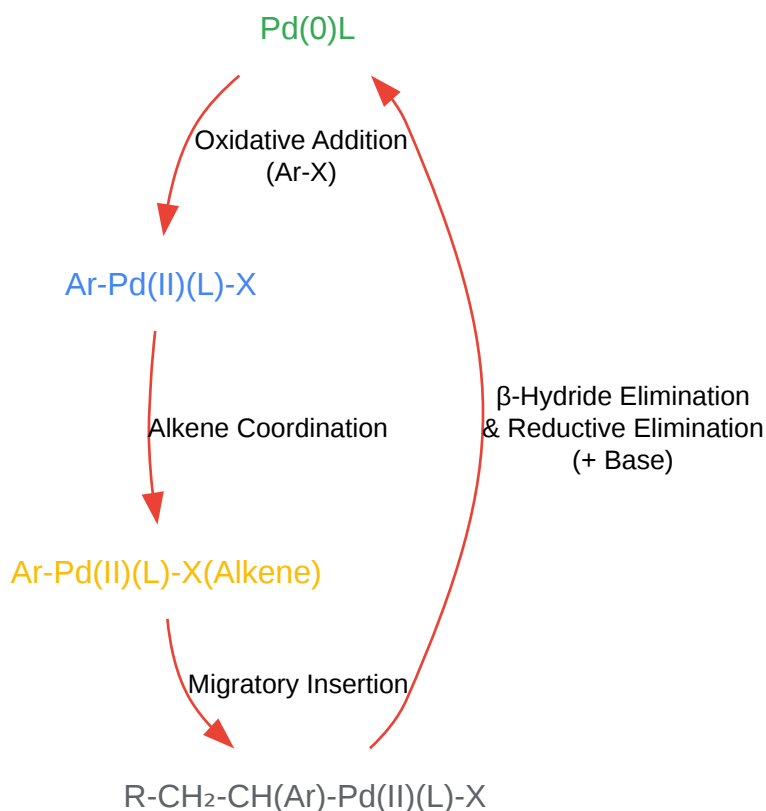 Pd(0)L
Oxidative Addition
(Ar-X)
Ar-Pd(II)(L)-X
β-Hydride Elimination
& Reductive Elimination
(+ Base)
Alkene Coordination
Ar-Pd(II)(L)-X(Alkene)
Migratory Insertion
R-CH₂-CH(Ar)-Pd(II)(L)-X